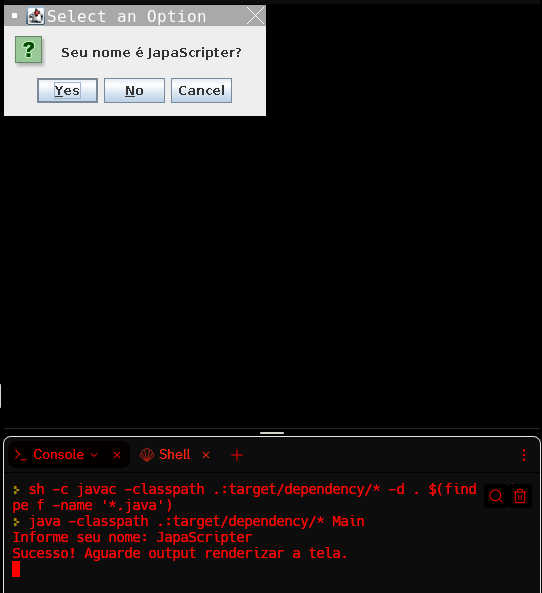 Select an Option
Seu nome é JapaScripter?
Yes No Cancel
Console Shell
sh -c javac -classpath .:target/dependency/* -d . $(find
pe f -name '*.java')
java -classpath .:target/dependency/* Main
Informe seu nome: JapaScripter
Sucesso! Aguarde output renderizar a tela.